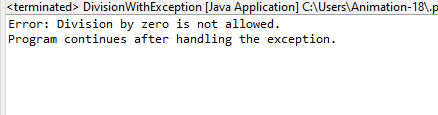 <terminated> DivisionWithException [Java Application] C:\Users\Animation-18\.p
Error: Division by zero is not allowed.
Program continues after handling the exception.